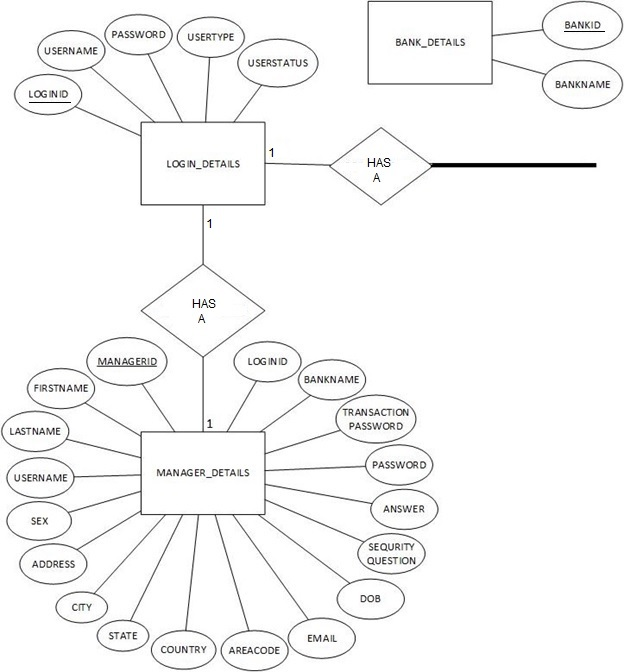 BANKID
BANK_DETAILS
BANKNAME
PASSWORD
USERTYPE
USERNAME
USERSTATUS
LOGINID
LOGIN_DETAILS
1
HAS
A
1
HAS
A
MANAGERID
LOGINID
BANKNAME
FIRSTNAME
TRANSACTION
PASSWORD
1
LASTNAME
PASSWORD
MANAGER_DETAILS
USERNAME
ANSWER
SEX
SEQURITY
QUESTION
ADDRESS
DOB
CITY
STATE
EMAIL
COUNTRY
AREACODE